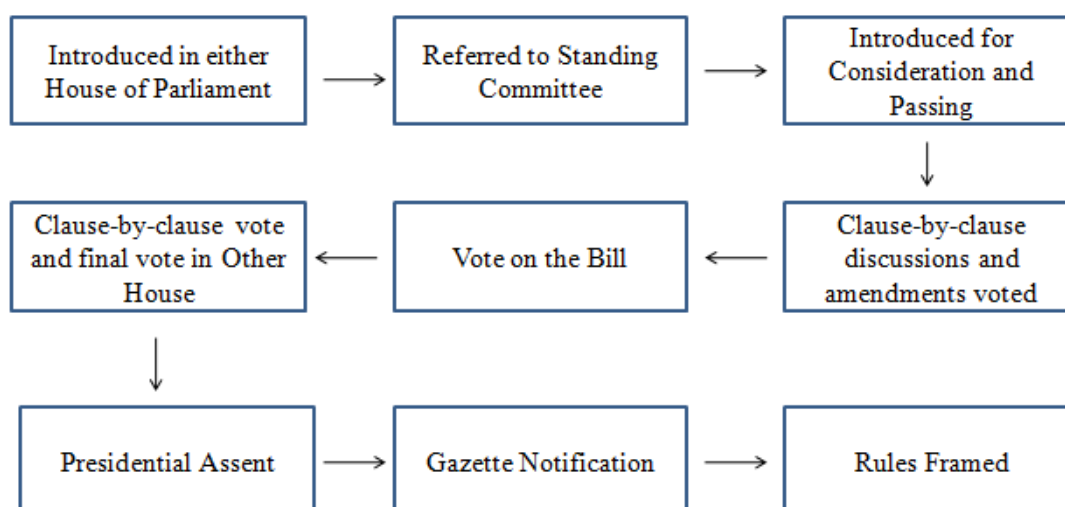 Introduced in either
House of Parliament
Referred to Standing
Committee
Introduced for
Consideration and
Passing
Clause-by-clause
discussions and
amendments voted
Vote on the Bill
Clause-by-clause vote
and final vote in Other
House
Presidential Assent
Gazette Notification
Rules Framed